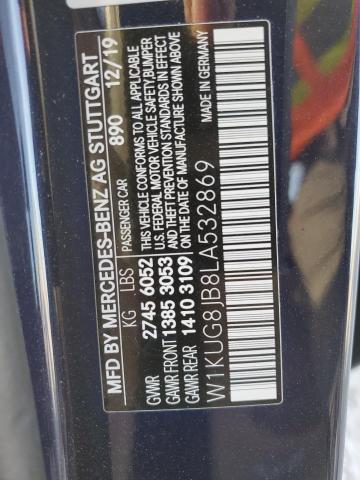 MFD BY MERCEDES-BENZ AG STUTTGART
890 12/19
PASSENGER CAR
KG LBS
GVWR 2745 6052
GAWR FRONT 1385 3053
GAWR REAR 1410 3109
THIS VEHICLE CONFORMS TO ALL APPLICABLE
U.S. FEDERAL MOTOR VEHICLE SAFETY,BUMPER
AND THEFT PREVENTION STANDARDS IN EFFECT
ON THE DATE OF MANUFACTURE SHOWN ABOVE.
W1KUG8JB8LA532869
MADE IN GERMANY